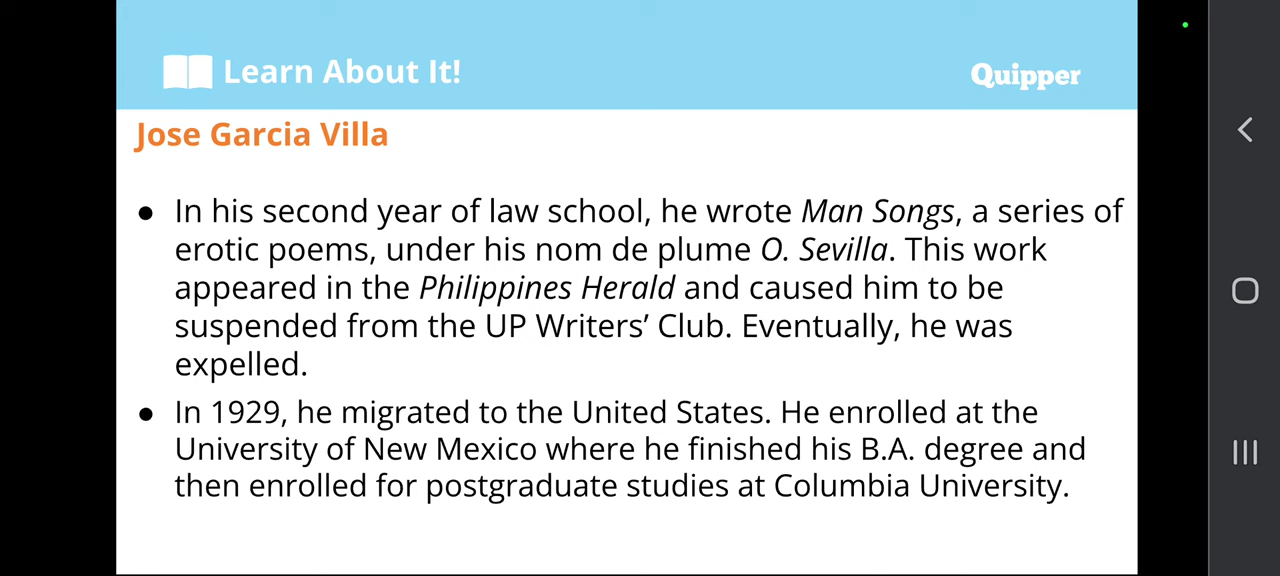 Learn About It!
Quipper
Jose Garcia Villa
● In his second year of law school, he wrote Man Songs, a series of
erotic poems, under his nom de plume O. Sevilla. This work
appeared in the Philippines Herald and caused him to be
suspended from the UP Writers’ Club. Eventually, he was
expelled.
● In 1929, he migrated to the United States. He enrolled at the
University of New Mexico where he finished his B.A. degree and
then enrolled for postgraduate studies at Columbia University.